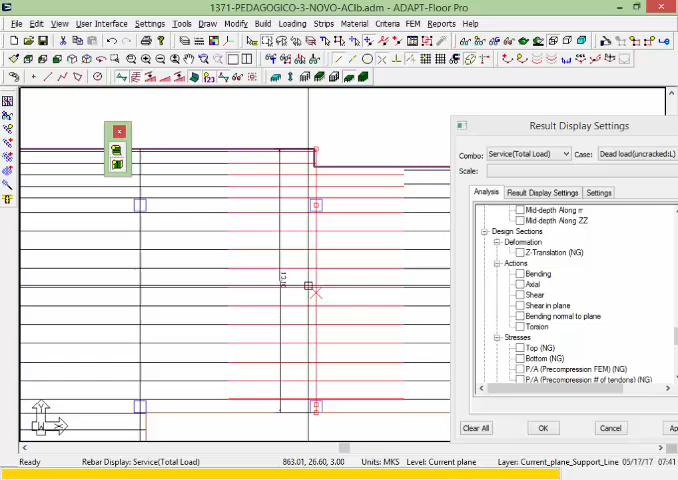 1371-PEDAGOGICO-3-NOVO-ACIb.adm - ADAPT-Floor Pro
File Edit View User Interface Settings Tools Draw Modify Build Loading Strips Tendon Material Criteria FEM Reports Help
Result Display Settings
Combo: Service(Total Load) Case: Dead load(uncracked:L)
Scale:
Analysis Result Display Settings Settings
Mid-depth Along rr
Mid-depth Along ZZ
Design Sections
Deformation
Z-Translation (NG)
Actions
Bending
Axial
Shear
Shear in plane
Bending normal to plane
Torsion
Stresses
Top (NG)
Bottom (NG)
P/A (Precompression FEM) (NG)
P/A (Precompression # of tendons) (NG)
Clear All OK Cancel Ap
Ready Rebar Display: Service(Total Load) 863.01, 26.60, 3.00 Units: MKS Level: Current plane Layer: Current_plane_Support_Line 05/17/17 07:41